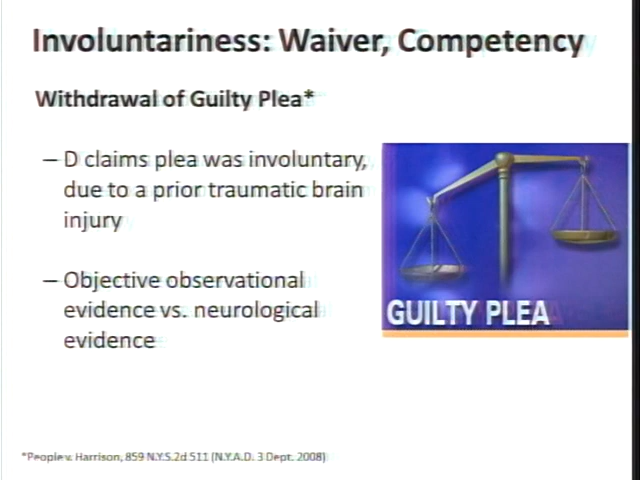 Involuntariness: Waiver, Competency
Withdrawal of Guilty Plea*
– D claims plea was involuntary,
due to a prior traumatic brain
injury
– Objective observational
evidence vs. neurological
evidence
GUILTY PLEA
*People v. Harrison, 859 N.Y.S.2d 511 (N.Y.A.D. 3 Dept. 2008)